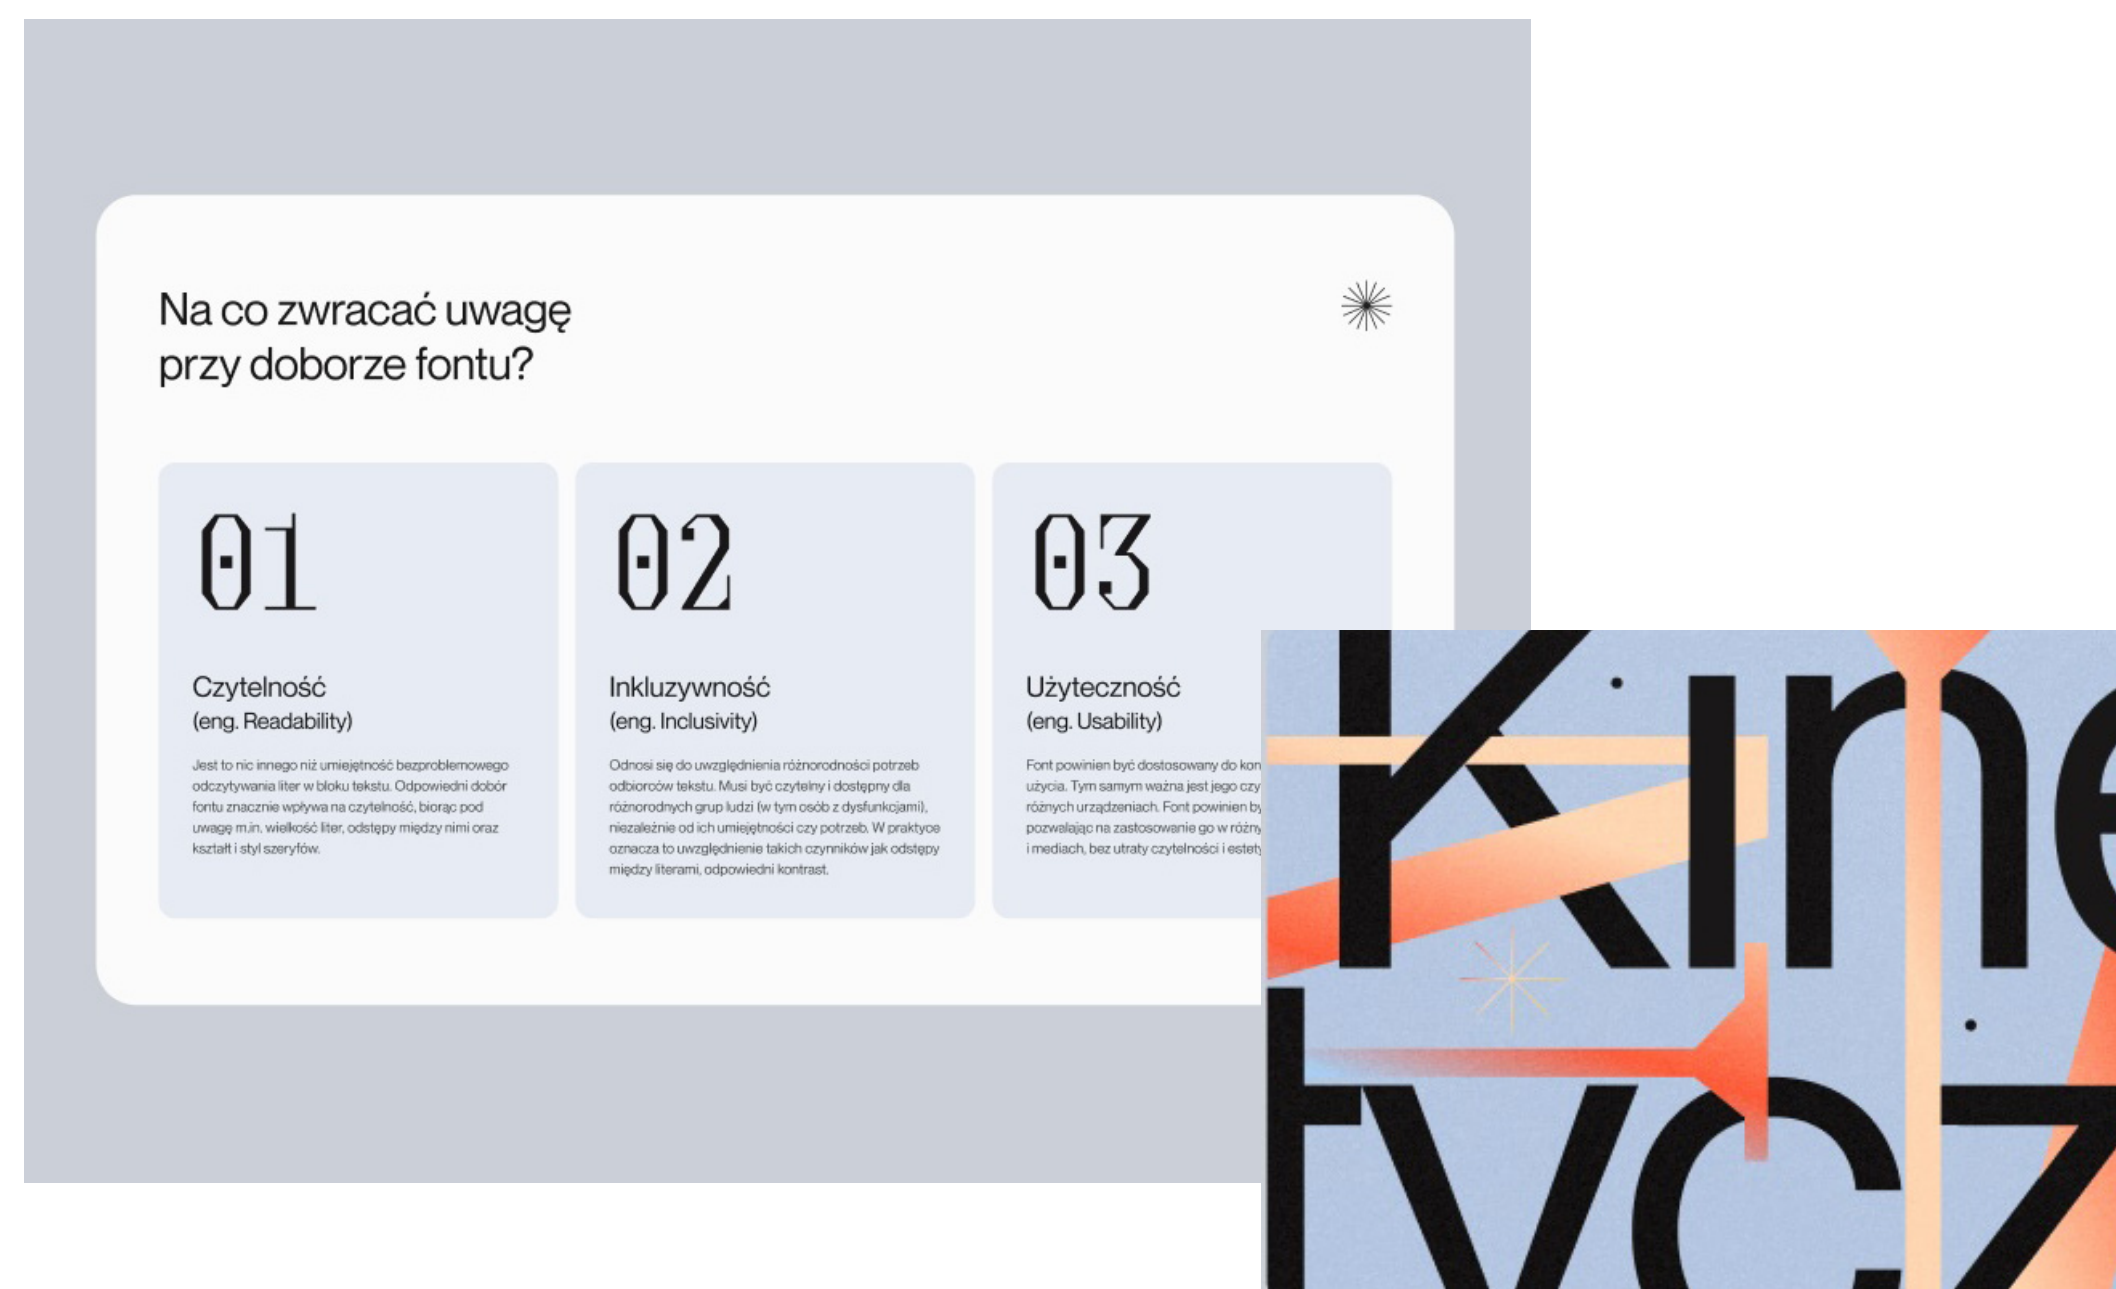 Na co zwracać uwagę
przy doborze fontu?
01
Czytelność
(eng. Readability)
Jest to nic innego niż umiejętność bezproblemowego
odczytywania liter w bloku tekstu. Odpowiedni dobór
fontu znacznie wpływa na czytelność, biorąc pod
uwagę m.in. wielkość liter, odstępy między nimi oraz
kształt i styl szeryfów.
02
Inkluzywność
(eng. Inclusivity)
Odnosi się do uwzględnienia różnorodności potrzeb
odbiorców tekstu. Musi być czytelny i dostępny dla
różnorodnych grup ludzi (w tym osób z dysfunkcjami),
niezależnie od ich umiejętności czy potrzeb. W praktyce
oznacza to uwzględnienie takich czynników jak odstępy
między literami, odpowiedni kontrast.
03
Użyteczność
(eng. Usability)
Font powinien być dostosowany do
użycia. Tym samym ważna jest jego
różnych urządzeniach. Font powinien
pozwalając na zastosowanie go w
i mediach, bez utraty czytelności i
Kine
tycz